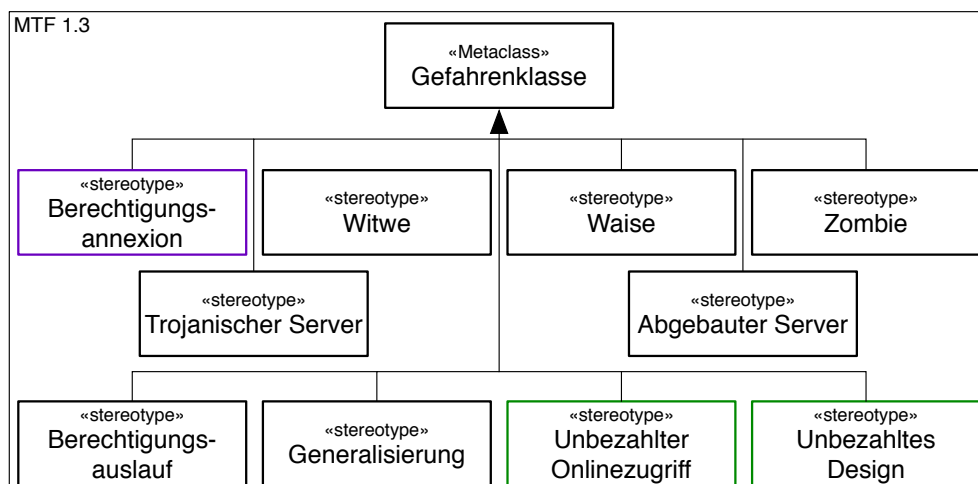 MTF 1.3
«Metaclass»
Gefahrenklasse
«stereotype»
Berechtigungs-
annexion
«stereotype»
Witwe
«stereotype»
Waise
«stereotype»
Zombie
«stereotype»
Trojanischer Server
«stereotype»
Abgebauter Server
«stereotype»
Berechtigungs-
auslauf
«stereotype»
Generalisierung
«stereotype»
Unbezahlter
Onlinezugriff
«stereotype»
Unbezahltes
Design